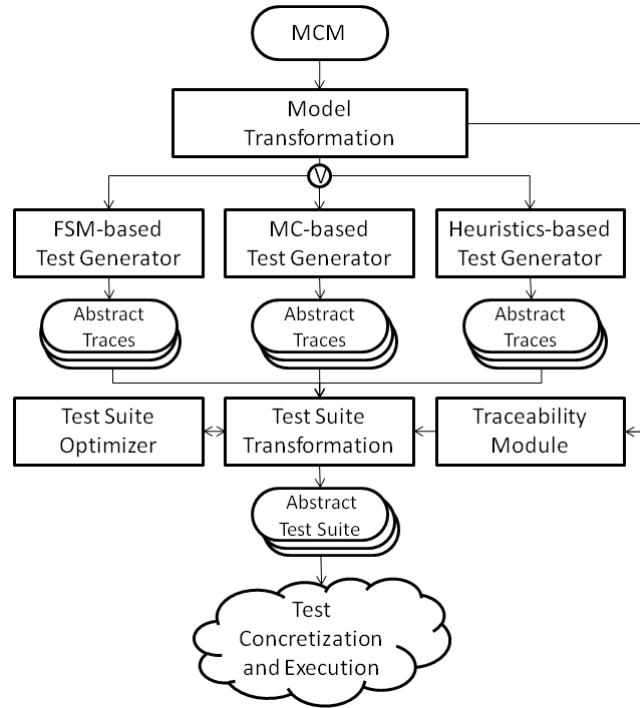 MCM
Model
Transformation
V
FSM-based
Test Generator
MC-based
Test Generator
Heuristics-based
Test Generator
Abstract
Traces
Abstract
Traces
Abstract
Traces
Test Suite
Optimizer
Test Suite
Transformation
Traceability
Module
Abstract
Test Suite
Test
Concretization
and Execution